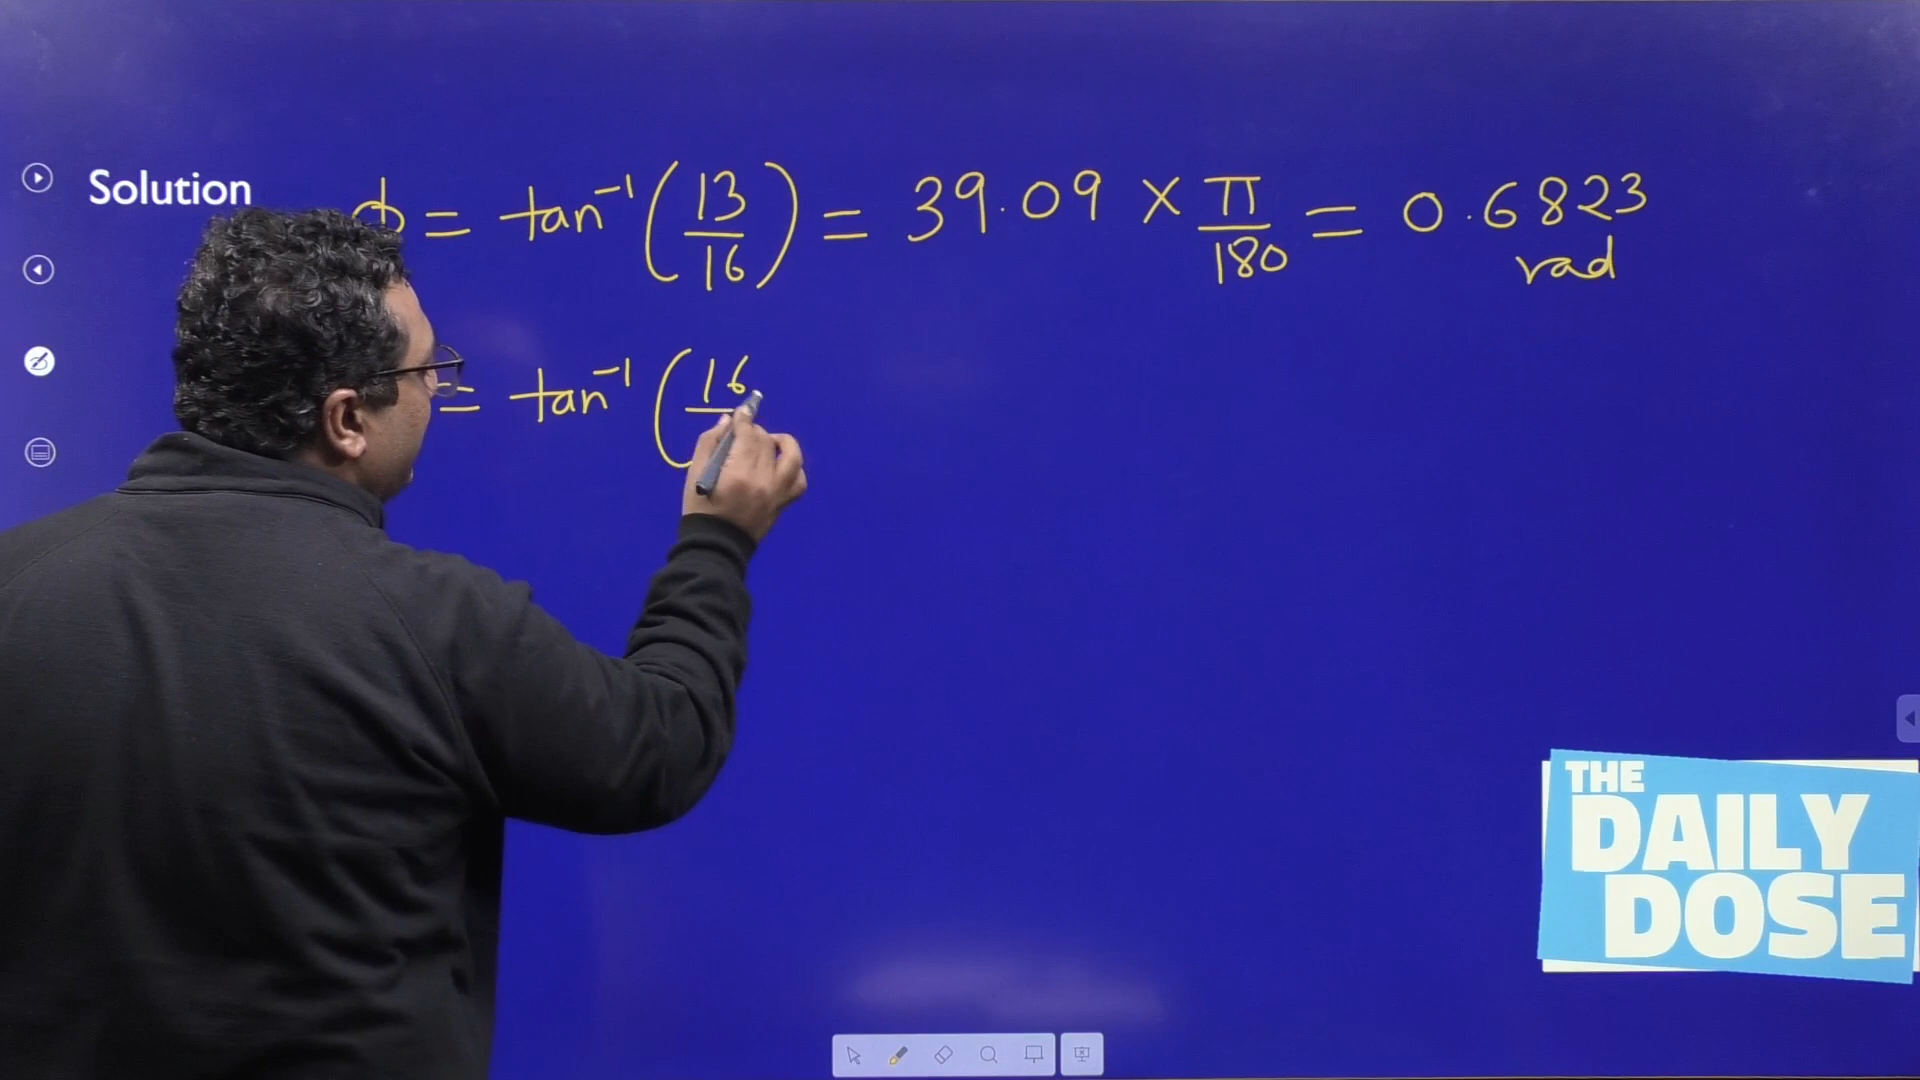 Solution
ϕ = tan⁻¹(13/16) = 39.09 × π/180 = 0.6823
rad
= tan⁻¹(16
THE
DAILY
DOSE